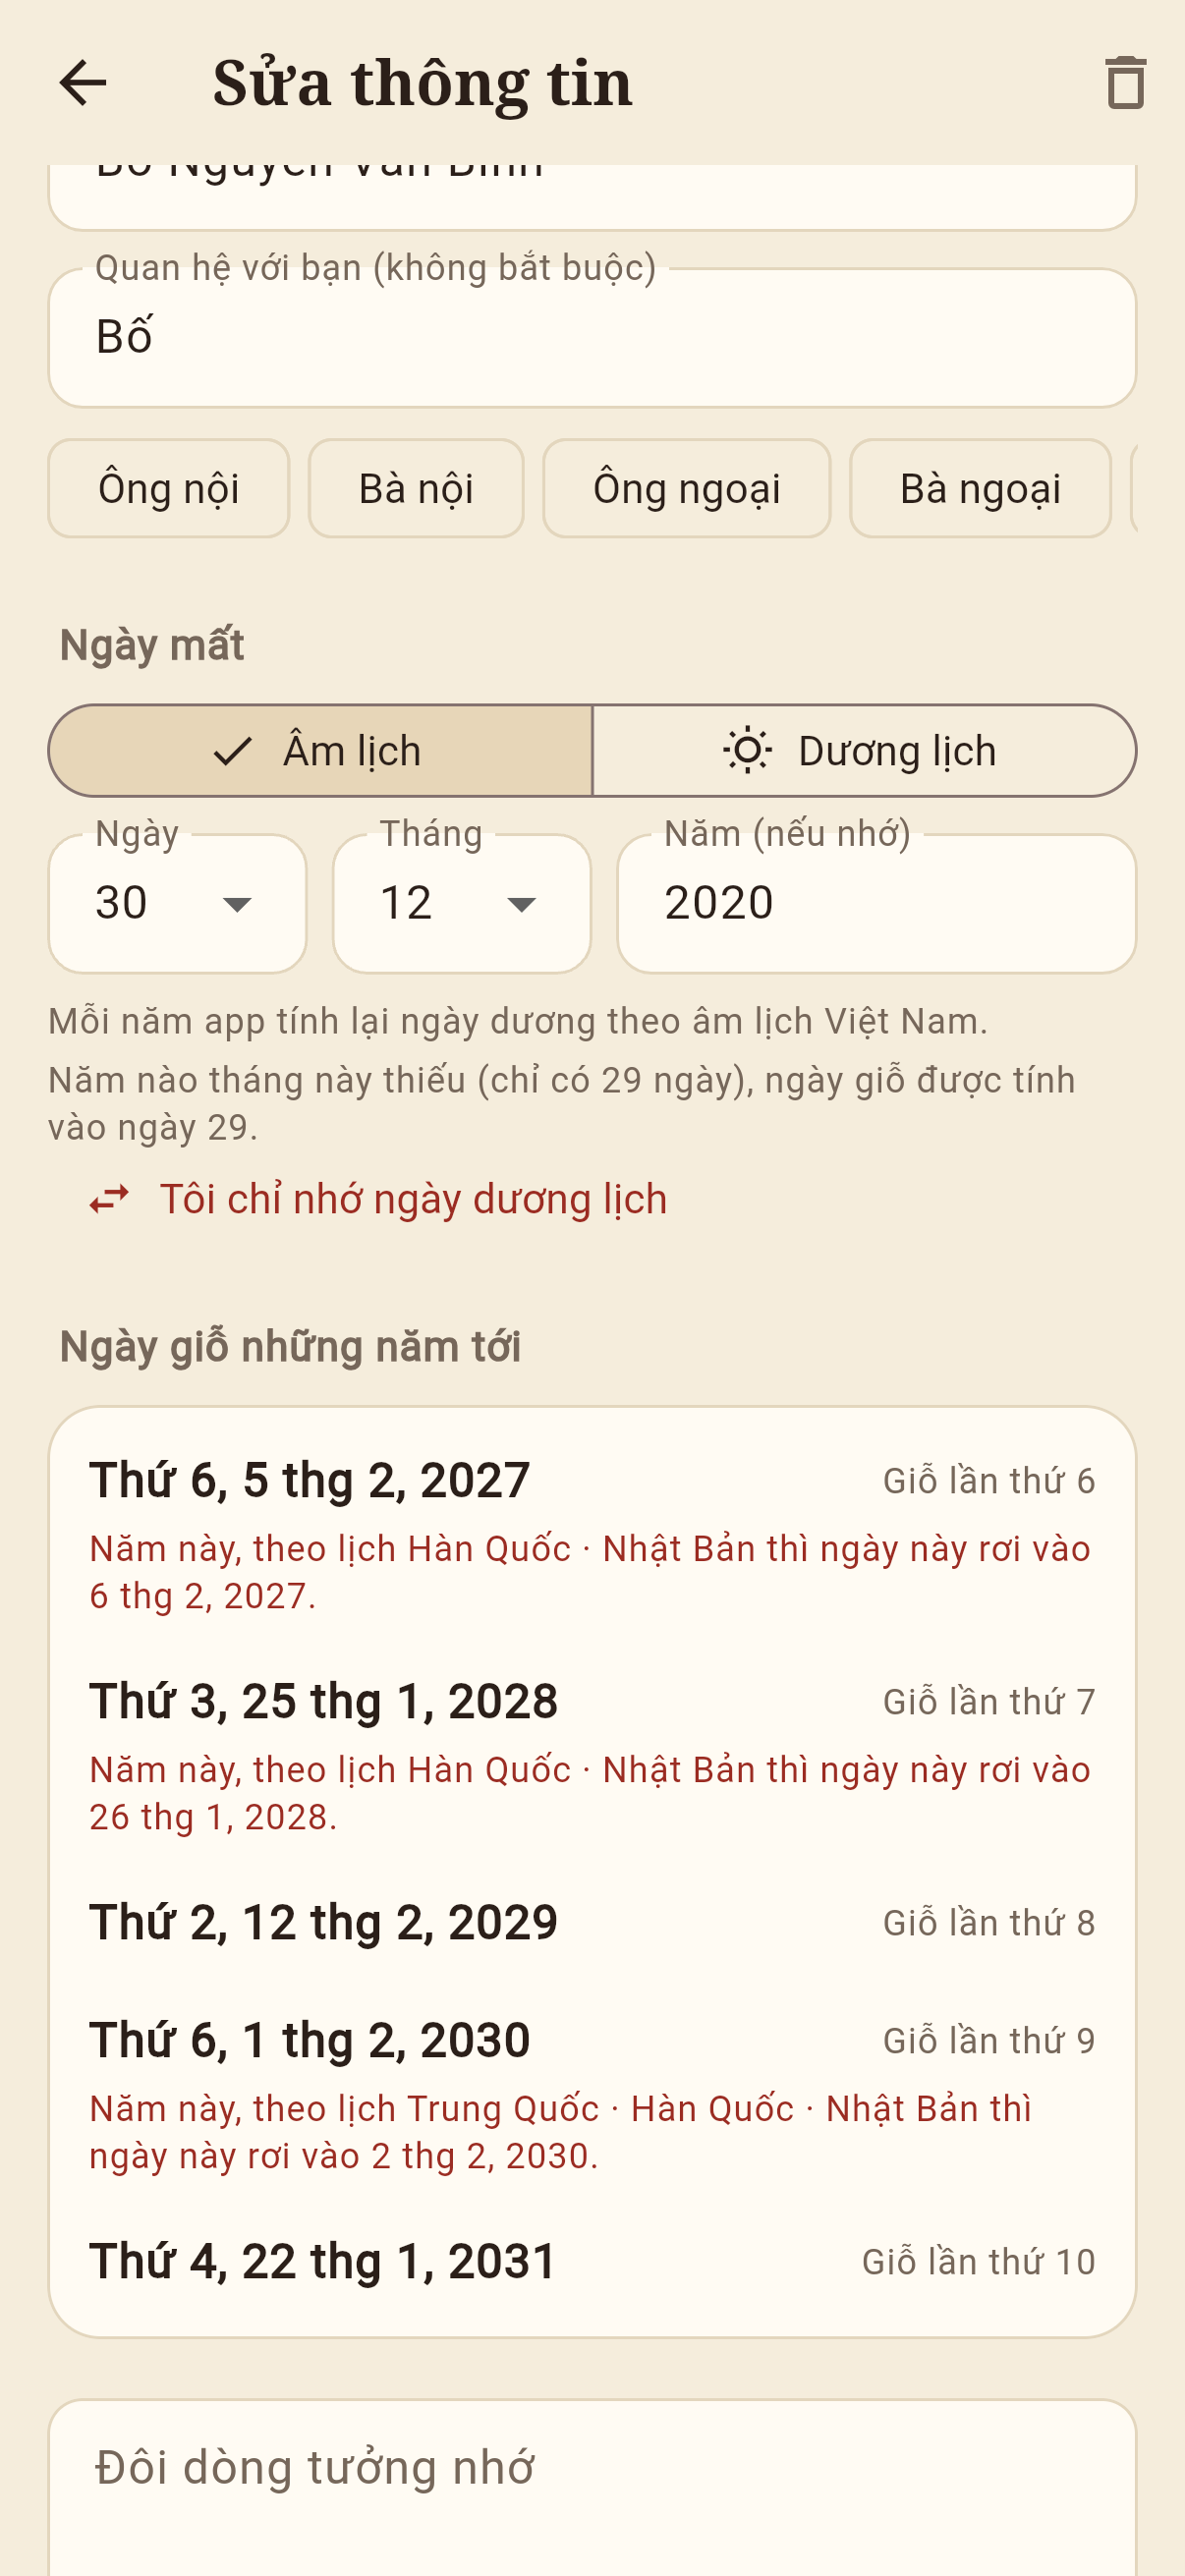 Sửa thông tin
Bố Nguyễn Văn Bình
Quan hệ với bạn (không bắt buộc)
Bố
Ông nội
Bà nội
Ông ngoại
Bà ngoại
Ngày mất
Âm lịch
Dương lịch
Ngày
Tháng
Năm (nếu nhớ)
30
12
2020
Mỗi năm app tính lại ngày dương theo âm lịch Việt Nam.
Năm nào tháng này thiếu (chỉ có 29 ngày), ngày giỗ được tính
vào ngày 29.
Tôi chỉ nhớ ngày dương lịch
Ngày giỗ những năm tới
Thứ 6, 5 thg 2, 2027
Giỗ lần thứ 6
Năm này, theo lịch Hàn Quốc · Nhật Bản thì ngày này rơi vào
6 thg 2, 2027.
Thứ 3, 25 thg 1, 2028
Giỗ lần thứ 7
Năm này, theo lịch Hàn Quốc · Nhật Bản thì ngày này rơi vào
26 thg 1, 2028.
Thứ 2, 12 thg 2, 2029
Giỗ lần thứ 8
Thứ 6, 1 thg 2, 2030
Giỗ lần thứ 9
Năm này, theo lịch Trung Quốc · Hàn Quốc · Nhật Bản thì
ngày này rơi vào 2 thg 2, 2030.
Thứ 4, 22 thg 1, 2031
Giỗ lần thứ 10
Đôi dòng tưởng nhớ